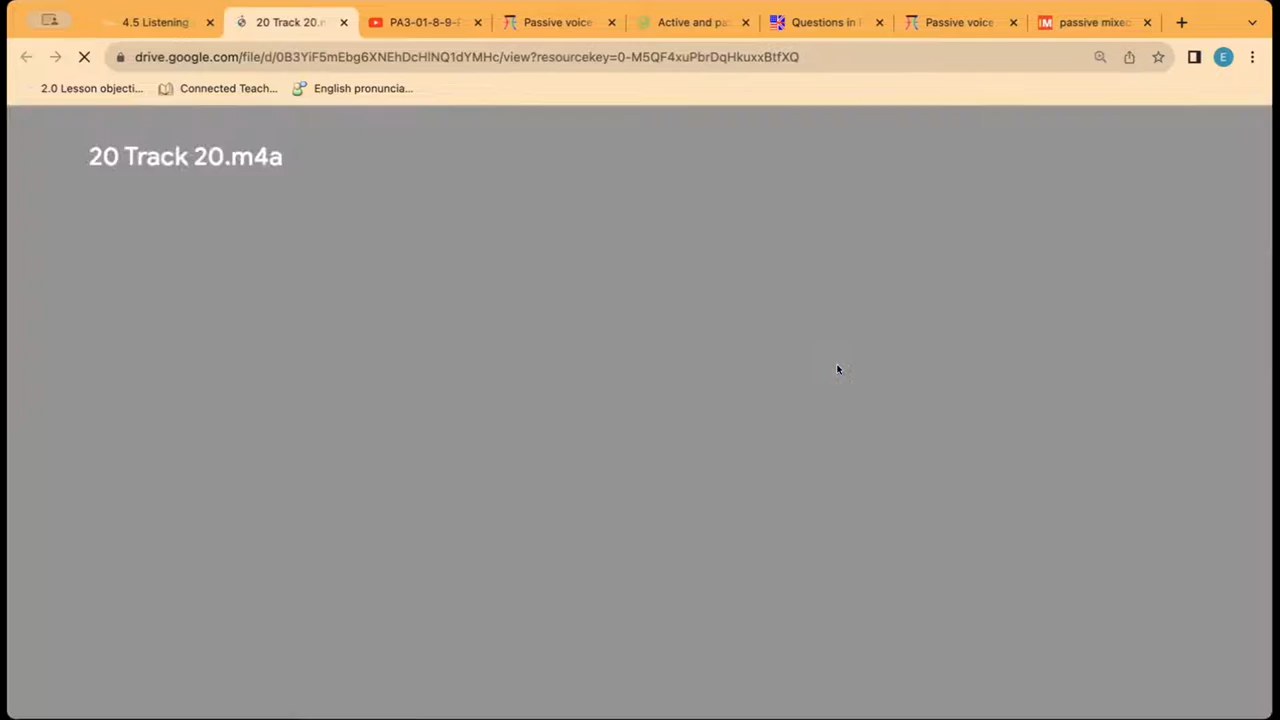 4.5 Listening
20 Track 20.m
PA3-01-8-9-F
Passive voice
Active and pa
Questions in
Passive voice
passive mixed
drive.google.com/file/d/0B3YiF5mEbg6XNEhDcHlNQ1dYMHc/view?resourcekey=0-M5QF4xuPbrDqHkuxxBtfXQ
E
2.0 Lesson objecti...
Connected Teach...
English pronuncia...
20 Track 20.m4a